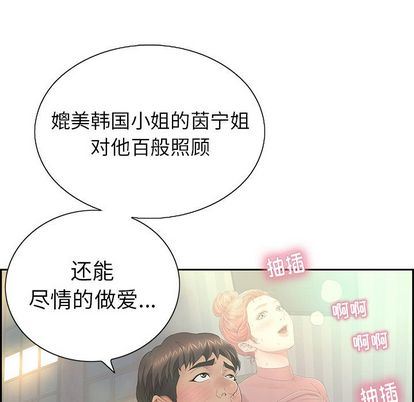 媲美韩国小姐的茵宁姐
对他百般照顾
还能
尽情的做爱…
抽插
啊啊
抽插
啊啊